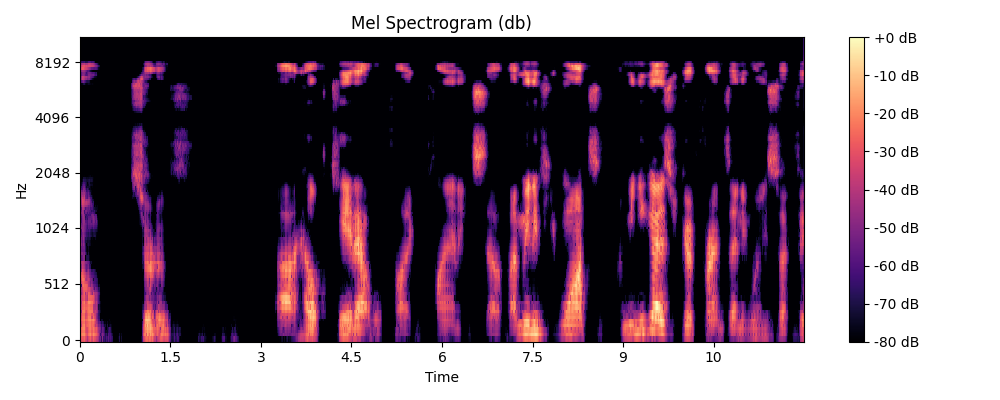 Mel Spectrogram (db)
Hz
8192
4096
2048
1024
512
0
0 1.5 3 4.5 6 7.5 9 10
Time
+0 dB
-10 dB
-20 dB
-30 dB
-40 dB
-50 dB
-60 dB
-70 dB
-80 dB